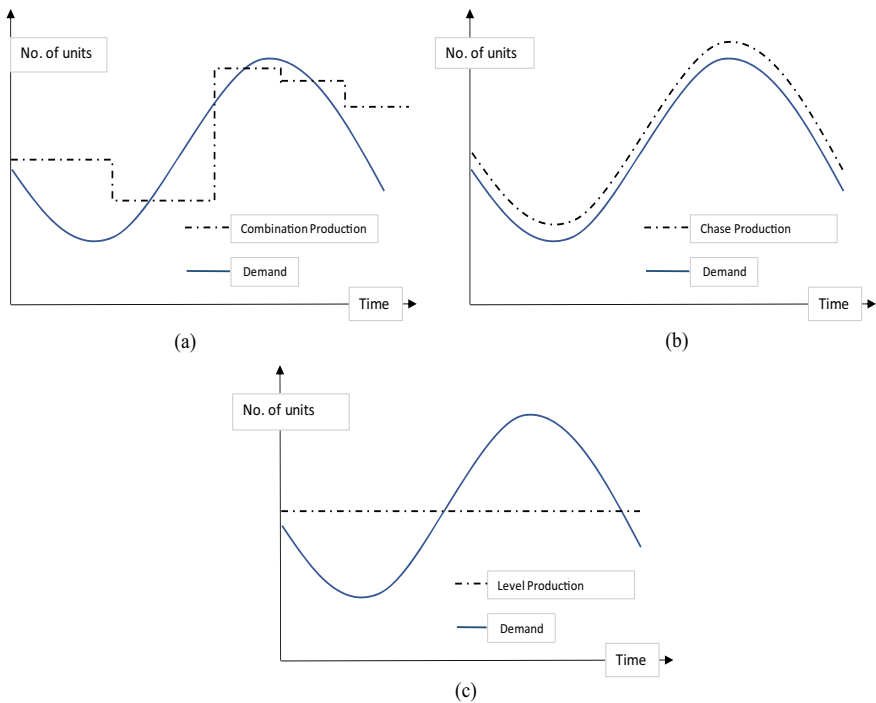 No. of units
Combination Production
Demand
Time
(a)
No. of units
Chase Production
Demand
Time
(b)
No. of units
Level Production
Demand
Time
(c)